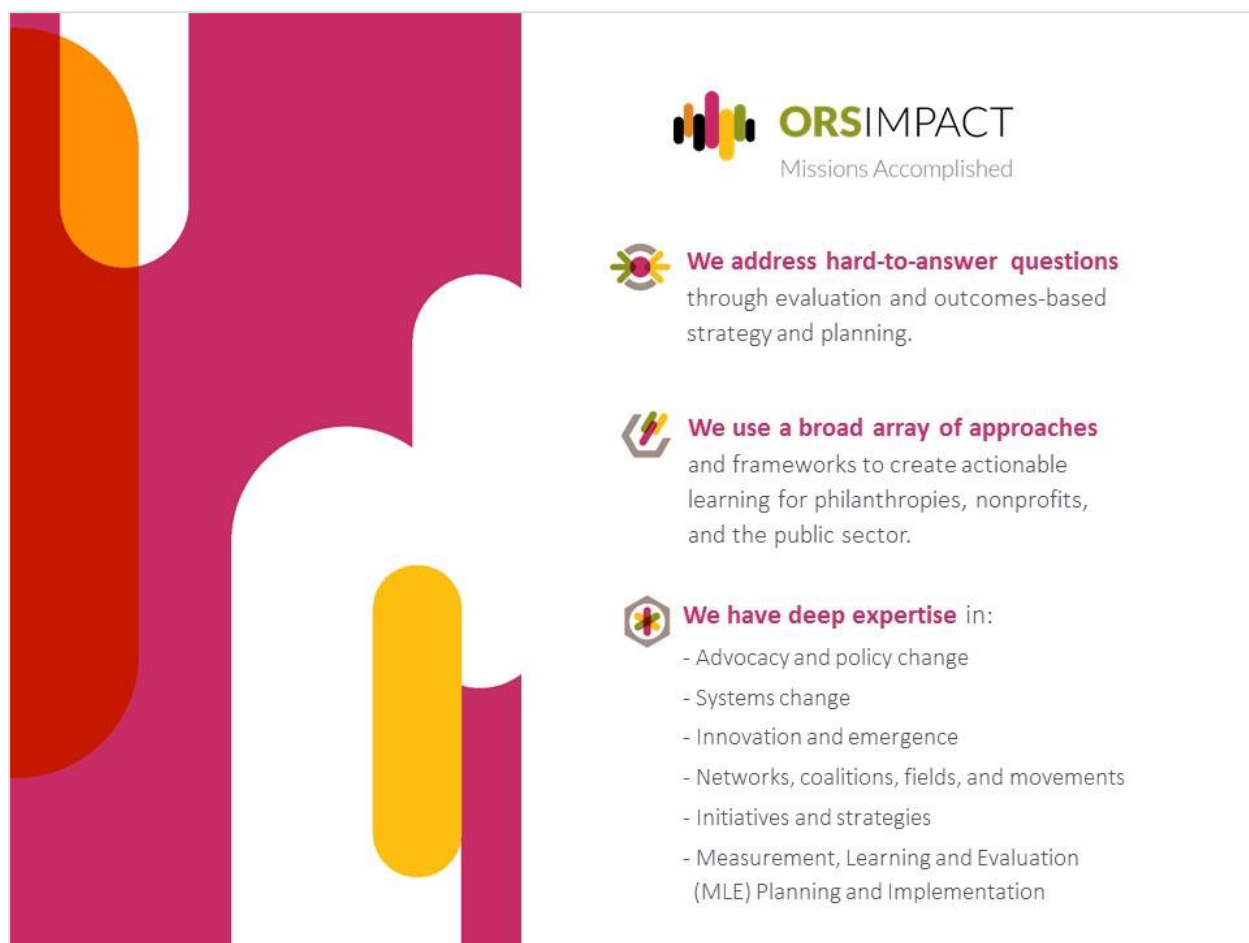 ORSIMPACT
Missions Accomplished
We address hard-to-answer questions
through evaluation and outcomes-based
strategy and planning.
We use a broad array of approaches
and frameworks to create actionable
learning for philanthropies, nonprofits,
and the public sector.
We have deep expertise in:
- Advocacy and policy change
- Systems change
- Innovation and emergence
- Networks, coalitions, fields, and movements
- Initiatives and strategies
- Measurement, Learning and Evaluation
(MLE) Planning and Implementation